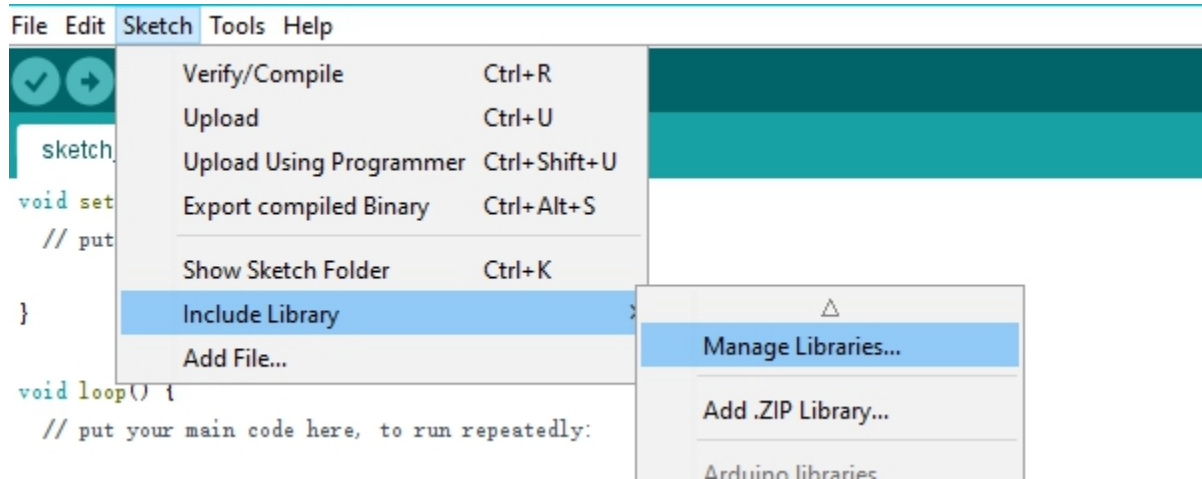 File Edit Sketch Tools Help
Verify/Compile Ctrl+R
Upload Ctrl+U
sketch_
Upload Using Programmer Ctrl+Shift+U
void set
Export compiled Binary Ctrl+Alt+S
// put
Show Sketch Folder Ctrl+K
}
Include Library
Manage Libraries...
Add File...
void loop() {
Add .ZIP Library...
// put your main code here, to run repeatedly:
Arduino libraries